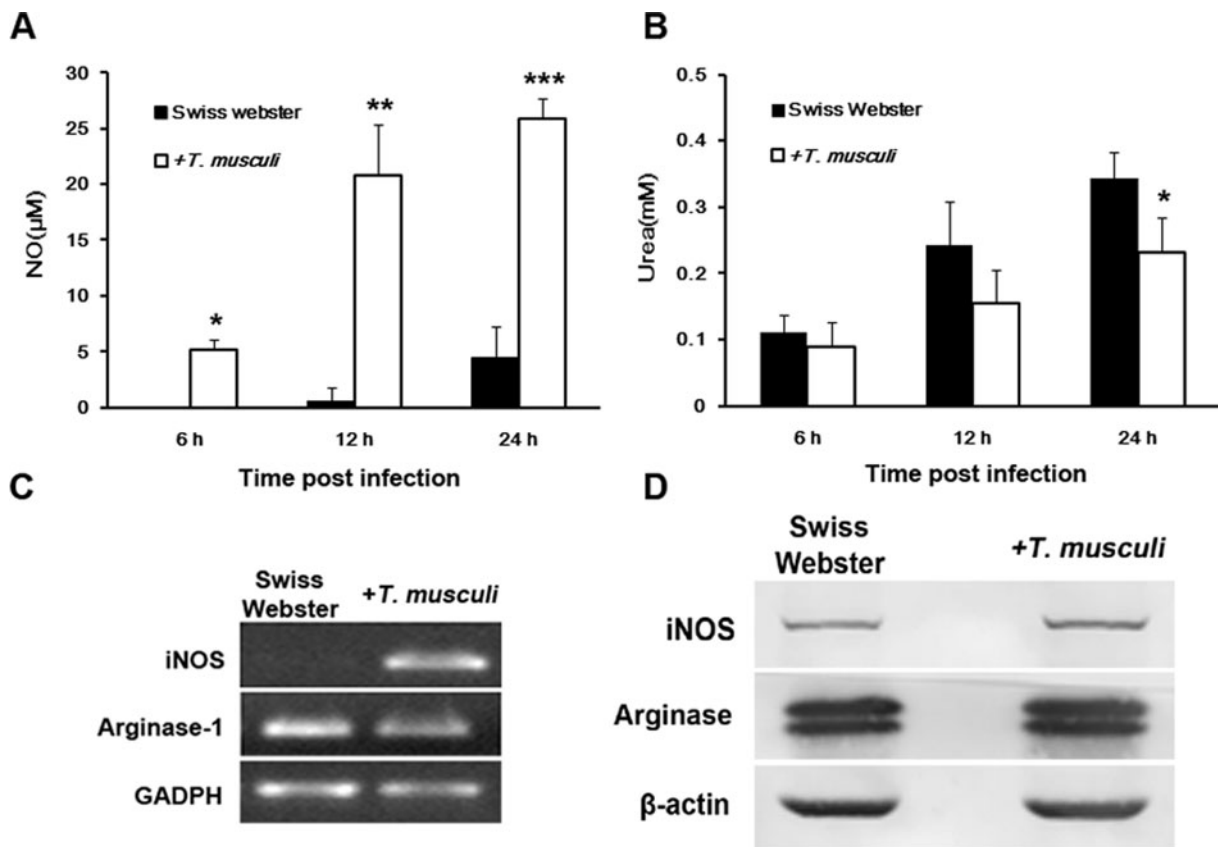 A
30
25
20
15
10
5
0
NO(µM)
Swiss webster
+T. musculi
*
**
***
6 h 12 h 24 h
Time post infection
B
0.5
0.4
0.3
0.2
0.1
0
Urea(mM)
Swiss Webster
+T. musculi
*
6 h 12 h 24 h
Time post infection
C
Swiss
Webster
+T. musculi
iNOS
Arginase-1
GADPH
D
Swiss
Webster
+T. musculi
iNOS
Arginase
β-actin